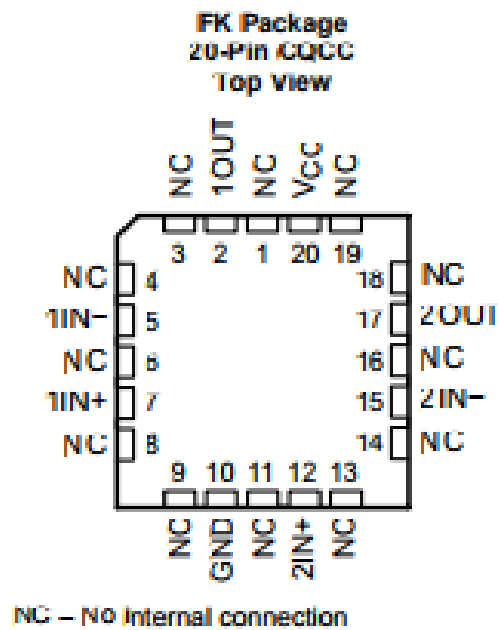 FK Package
20-Pin CQCC
Top View
NC 1OUT NC VCC NC
3 2 1 20 19
NC 4 18 NC
1IN− 5 17 2OUT
NC 6 16 NC
1IN+ 7 15 2IN−
NC 8 14 NC
9 10 11 12 13
NC GND NC 2IN+ NC
NC – No internal connection